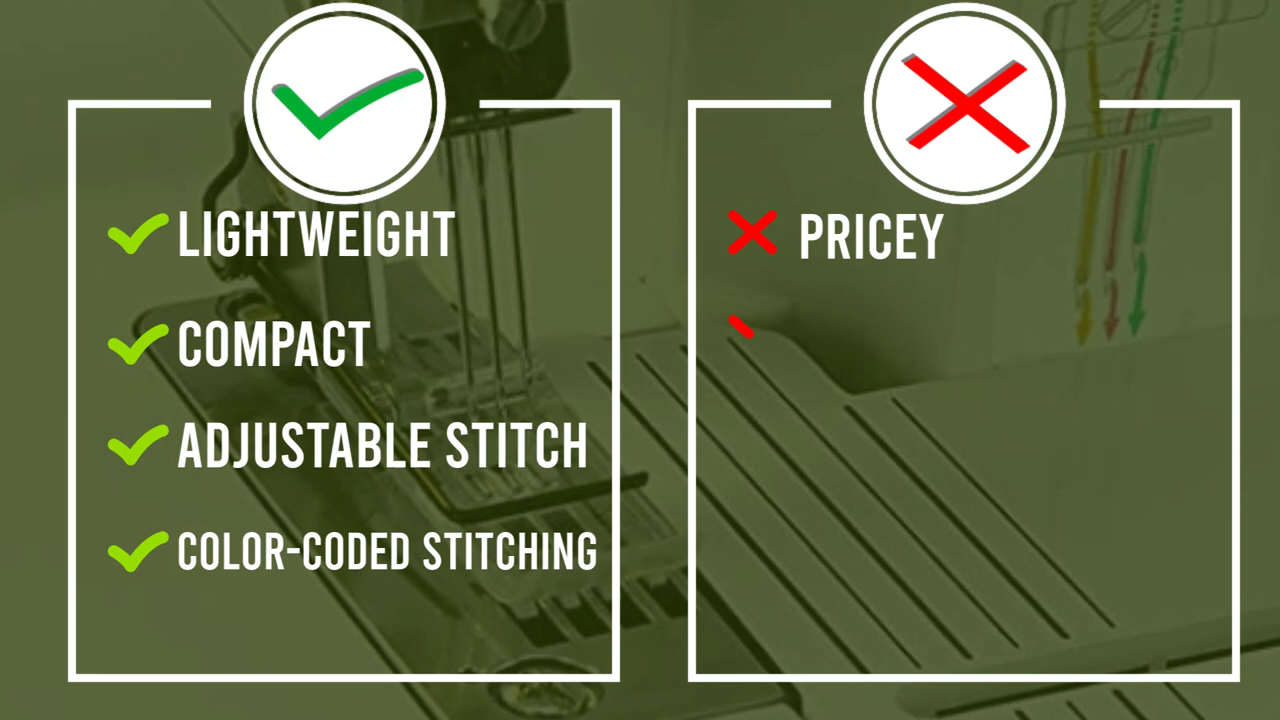 LIGHTWEIGHT
COMPACT
ADJUSTABLE STITCH
COLOR-CODED STITCHING
PRICEY